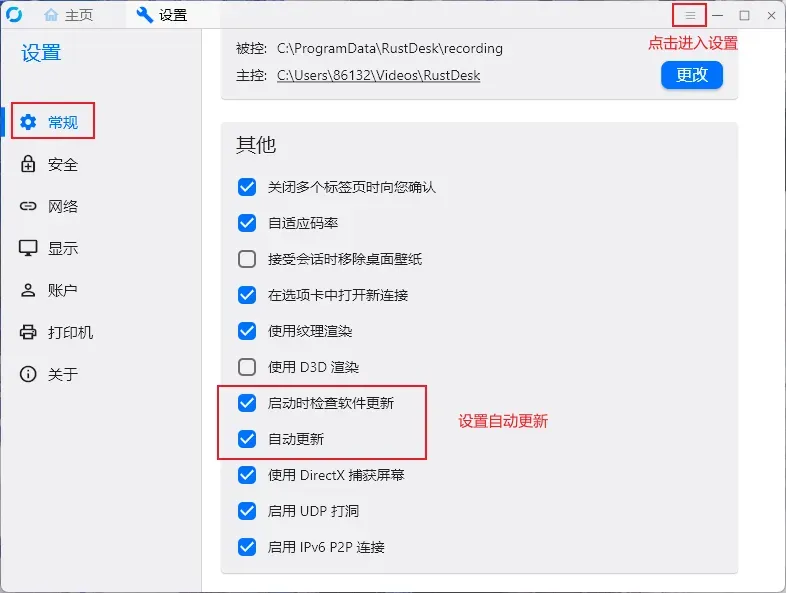 主页
设置
设置
点击进入设置
常规
安全
网络
显示
账户
打印机
关于
被控: C:\ProgramData\RustDesk\recording
主控: C:\Users\86132\Videos\RustDesk
更改
其他
关闭多个标签页时向您确认
自适应码率
接受会话时移除桌面壁纸
在选项卡中打开新连接
使用纹理渲染
使用 D3D 渲染
启动时检查软件更新
自动更新
设置自动更新
使用 DirectX 捕获屏幕
启用 UDP 打洞
启用 IPv6 P2P 连接